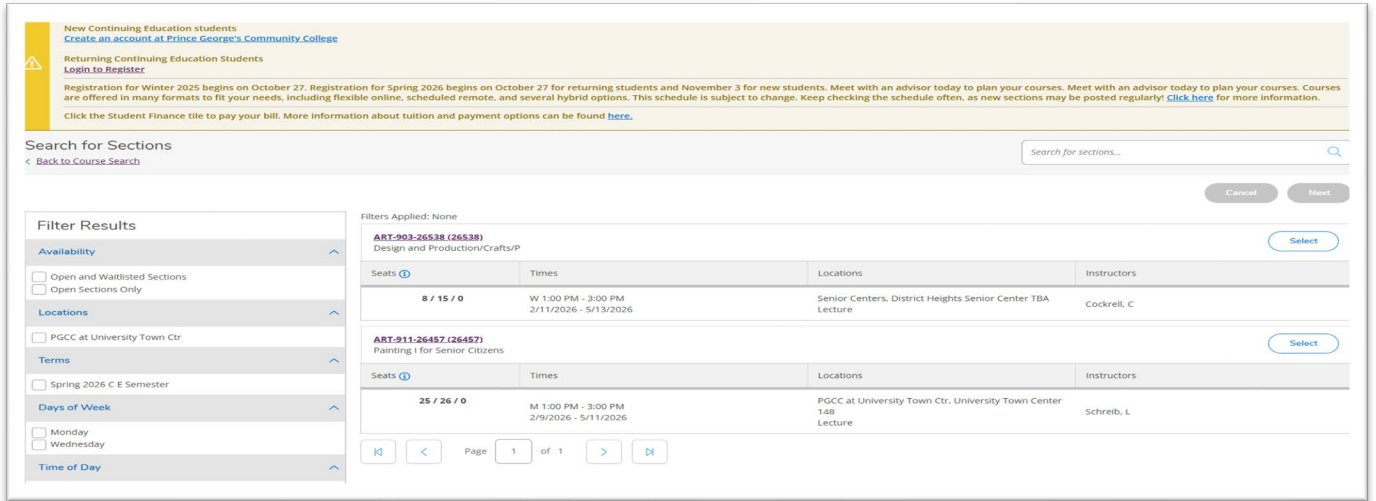 New Continuing Education students
Create an account at Prince George's Community College
Returning Continuing Education Students
Login to Register
Registration for Winter 2025 begins on October 27. Registration for Spring 2026 begins on October 27 for returning students and November 3 for new students. Meet with an advisor today to plan your courses. Meet with an advisor today to plan your courses. Courses
are offered in many formats to fit your needs, including flexible online, scheduled remote, and several hybrid options. This schedule is subject to change. Keep checking the schedule often, as new sections may be posted regularly! Click here for more information.
Click the Student Finance tile to pay your bill. More information about tuition and payment options can be found here.
Search for Sections
< Back to Course Search
Search for sections...
Cancel Next
Filter Results
Availability
Open and Waitlisted Sections
Open Sections Only
Locations
PGCC at University Town Ctr
Terms
Spring 2026 C E Semester
Days of Week
Monday
Wednesday
Time of Day
Filters Applied: None
ART-903-26538 (26538)
Design and Production/Crafts/P
Select
Seats Times Locations Instructors
8 / 15 / 0
W 1:00 PM - 3:00 PM
2/11/2026 - 5/13/2026
Senior Centers, District Heights Senior Center TBA
Lecture
Cockrell, C
ART-911-26457 (26457)
Painting I for Senior Citizens
Select
Seats Times Locations Instructors
25 / 26 / 0
M 1:00 PM - 3:00 PM
2/9/2026 - 5/11/2026
PGCC at University Town Ctr, University Town Center
148
Lecture
Schreib, L
Page 1 of 1